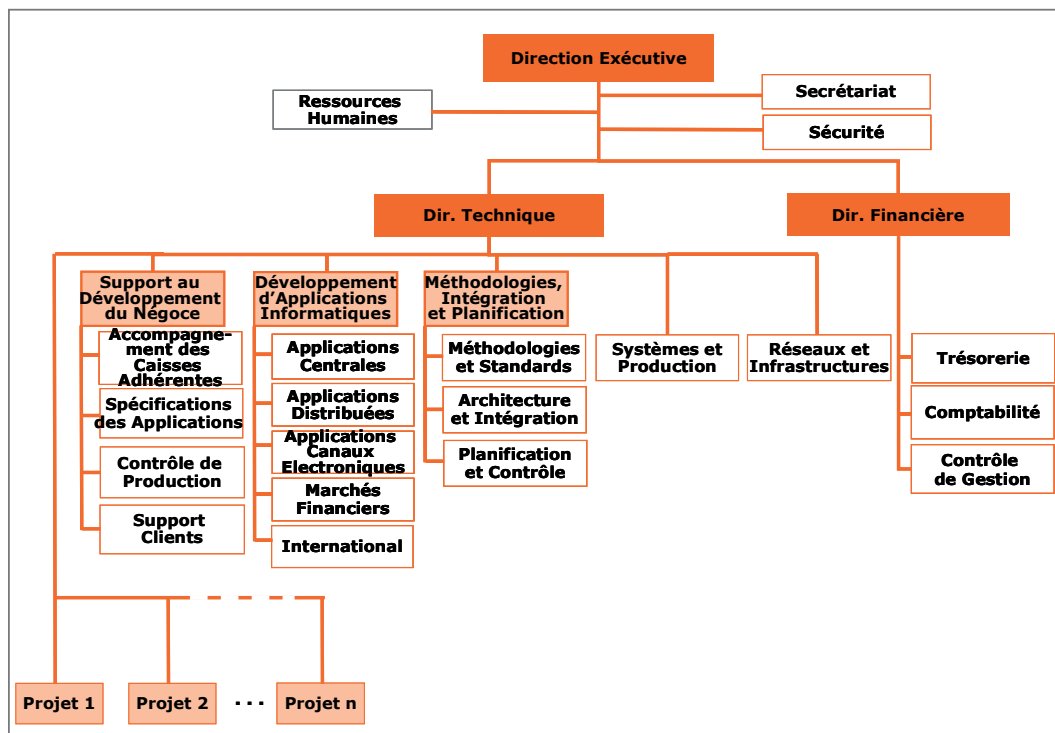 Direction Exécutive
Ressources
Humaines
Secrétariat
Sécurité
Dir. Technique
Dir. Financière
Support au
Développement
du Négoce
Développement
d'Applications
Informatiques
Méthodologies,
Intégration
et Planification
Accompagne-
ment des
Caisses
Adhérentes
Spécifications
des Applications
Contrôle de
Production
Support
Clients
Applications
Centrales
Applications
Distribuées
Applications
Canaux
Electroniques
Marchés
Financiers
International
Méthodologies
et Standards
Architecture
et Intégration
Planification
et Contrôle
Systèmes et
Production
Réseaux et
Infrastructures
Trésorerie
Comptabilité
Contrôle
de Gestion
Projet 1
Projet 2
...
Projet n